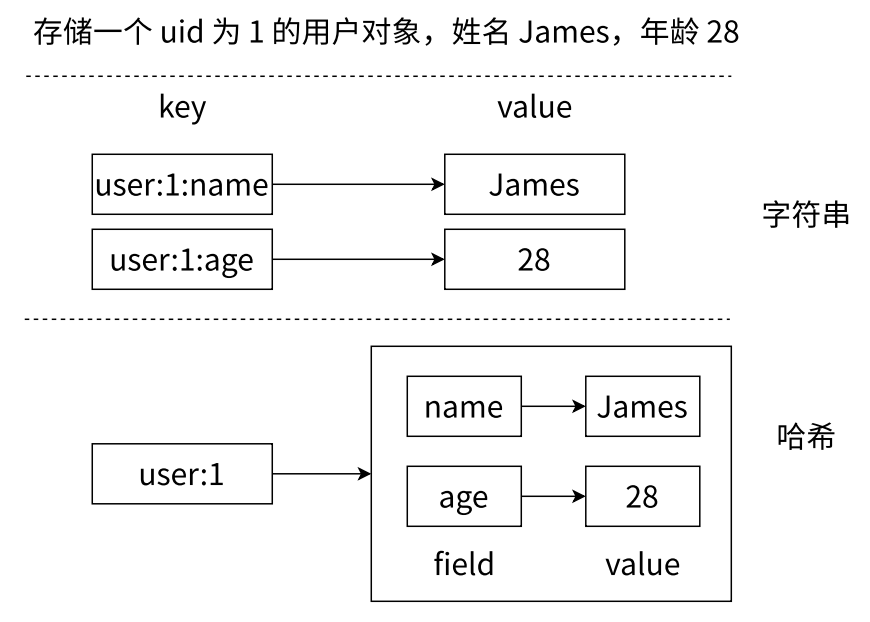 存储一个 uid 为 1 的用户对象，姓名 James，年龄 28
key value
user:1:name James
user:1:age 28
字符串
name James
user:1
age 28
field value
哈希